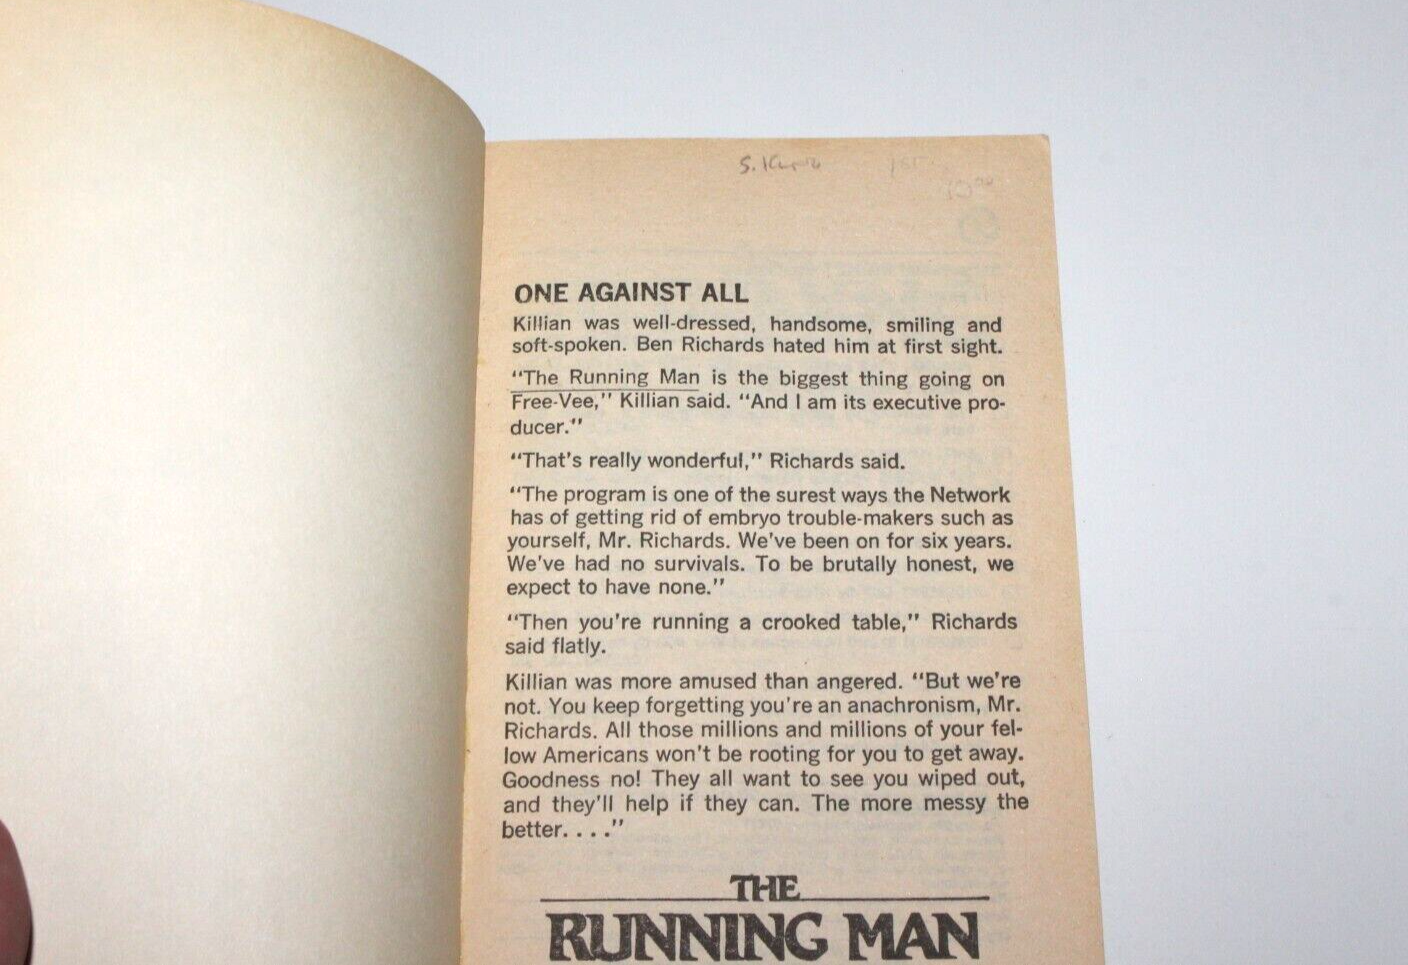 S. King 1st
10.00
ONE AGAINST ALL
Killian was well-dressed, handsome, smiling and
soft-spoken. Ben Richards hated him at first sight.
“The Running Man is the biggest thing going on
Free-Vee,” Killian said. “And I am its executive pro-
ducer.”
“That’s really wonderful,” Richards said.
“The program is one of the surest ways the Network
has of getting rid of embryo trouble-makers such as
yourself, Mr. Richards. We’ve been on for six years.
We’ve had no survivals. To be brutally honest, we
expect to have none.”
“Then you’re running a crooked table,” Richards
said flatly.
Killian was more amused than angered. “But we’re
not. You keep forgetting you’re an anachronism, Mr.
Richards. All those millions and millions of your fel-
low Americans won’t be rooting for you to get away.
Goodness no! They all want to see you wiped out,
and they’ll help if they can. The more messy the
better. . . .”
THE
RUNNING MAN